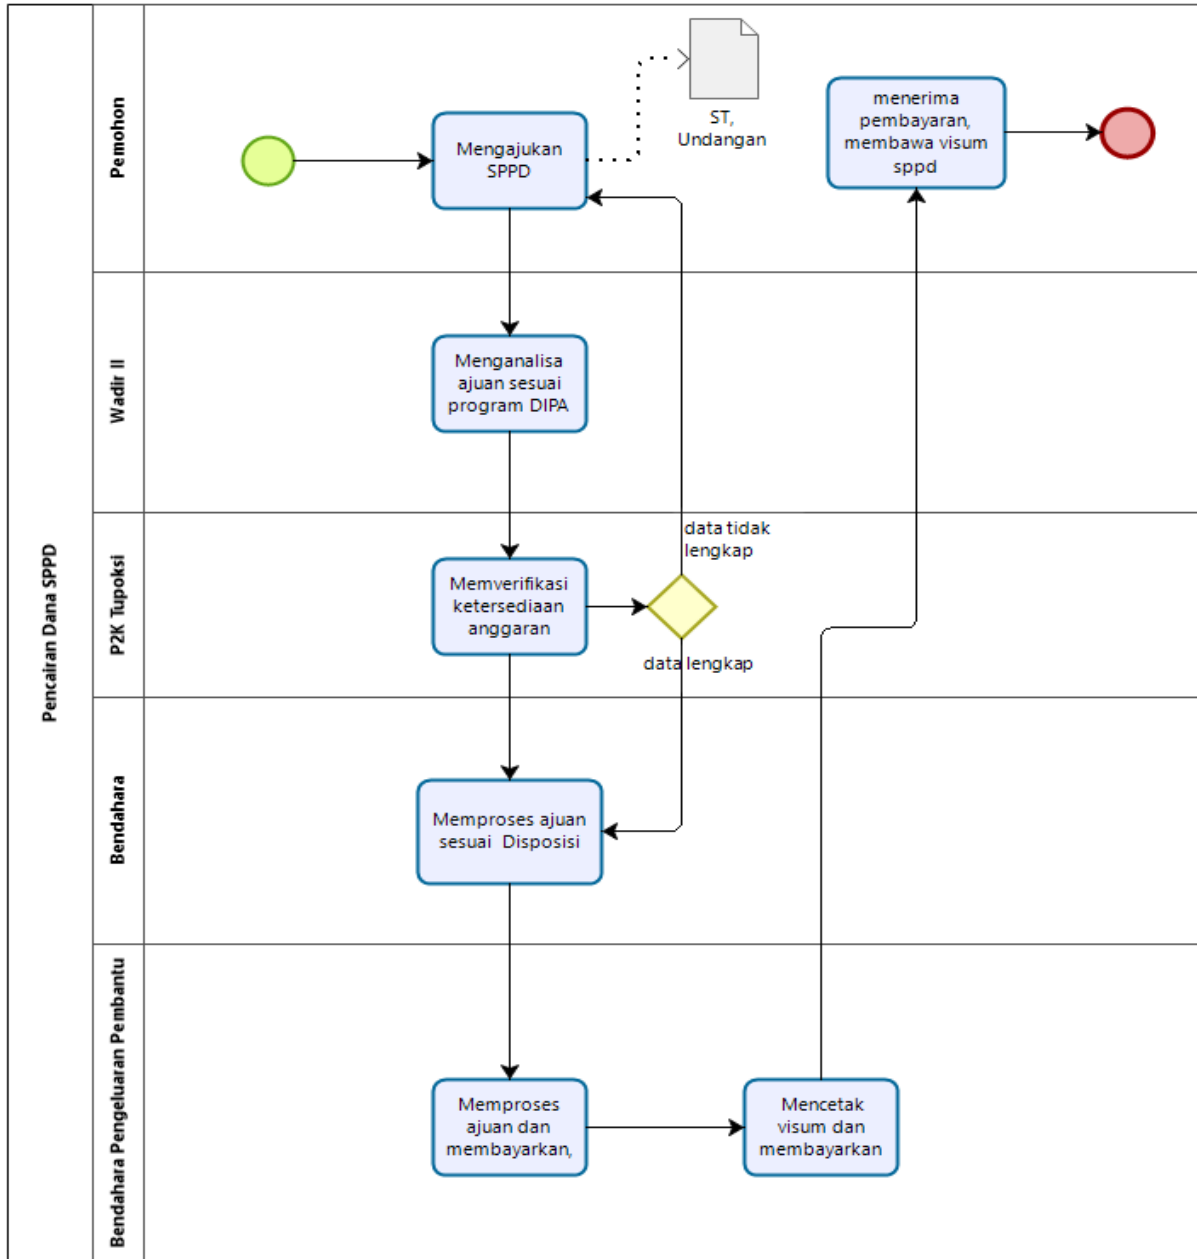 Pencairan Dana SPPD
Pemohon
Mengajukan
SPPD
ST,
Undangan
menerima
pembayaran,
membawa visum
sppd
Wadir II
Menganalisa
ajuan sesuai
program DIPA
P2K Tupoksi
Memverifikasi
ketersediaan
anggaran
data tidak
lengkap
data lengkap
Bendahara
Memproses ajuan
sesuai Disposisi
Bendahara Pengeluaran Pembantu
Memproses
ajuan dan
membayarkan,
Mencetak
visum dan
membayarkan